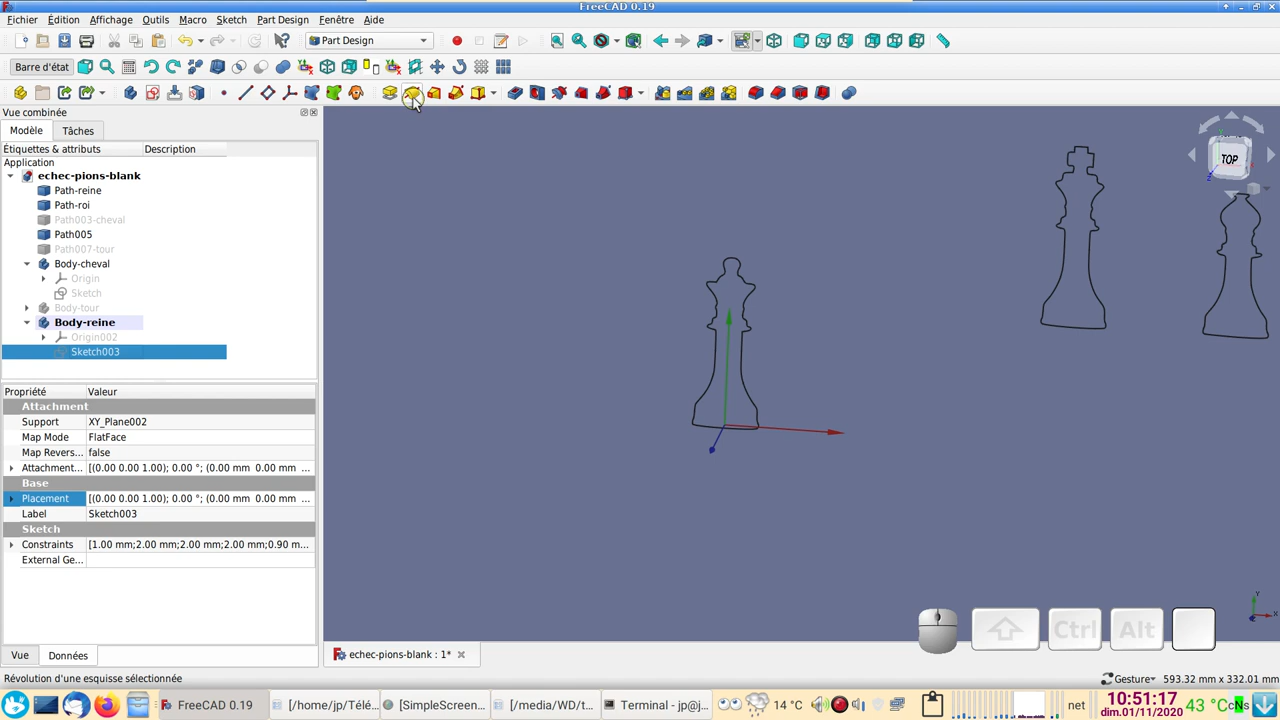 FreeCAD 0.19
Fichier Édition Affichage Outils Macro Sketch Part Design Fenêtre Aide
Part Design
Barre d'état
Vue combinée
Modèle Tâches
Étiquettes & attributs Description
Application
echec-pions-blank
Path-reine
Path-roi
Path003-cheval
Path005
Path007-tour
Body-cheval
Origin
Sketch
Body-tour
Body-reine
Origin002
Sketch003
Propriété Valeur
Attachment
Support XY_Plane002
Map Mode FlatFace
Map Revers... false
Attachment... [(0.00 0.00 1.00); 0.00 °; (0.00 mm 0.00 mm ...
Base
Placement [(0.00 0.00 1.00); 0.00 °; (0.00 mm 0.00 mm ...
Label Sketch003
Sketch
Constraints [1.00 mm;2.00 mm;2.00 mm;2.00 mm;0.90 m...
External Ge...
TOP
Y
X
Ctrl Alt
Vue Données
echec-pions-blank : 1*
Révolution d'une esquisse sélectionnée
Gesture 593.32 mm x 332.01 mm
FreeCAD 0.19
[/home/jp/Télé...
[SImpleScreen...
[/media/WD/t...
Terminal - jp@j...
14 °C
net
10:51:17
dim.01/11/2020
43 °C